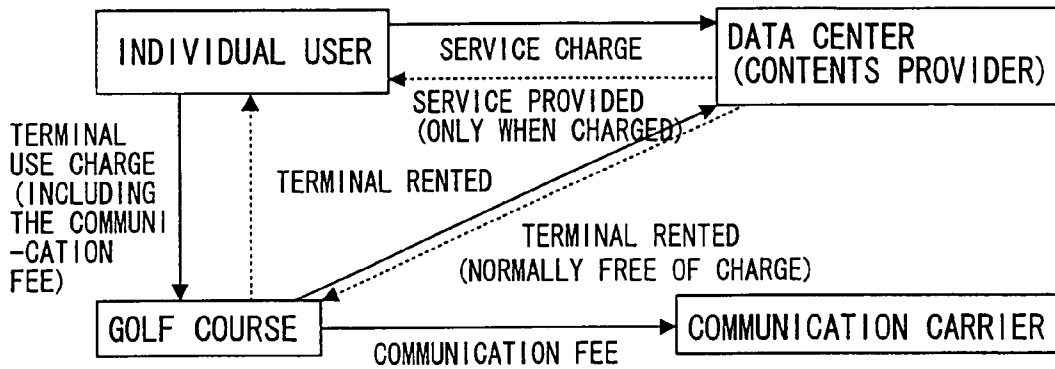 INDIVIDUAL USER
SERVICE CHARGE
DATA CENTER
(CONTENTS PROVIDER)
SERVICE PROVIDED
(ONLY WHEN CHARGED)
TERMINAL
USE CHARGE
(INCLUDING
THE COMMUNI
-CATION
FEE)
TERMINAL RENTED
TERMINAL RENTED
(NORMALLY FREE OF CHARGE)
GOLF COURSE
COMMUNICATION FEE
COMMUNICATION CARRIER